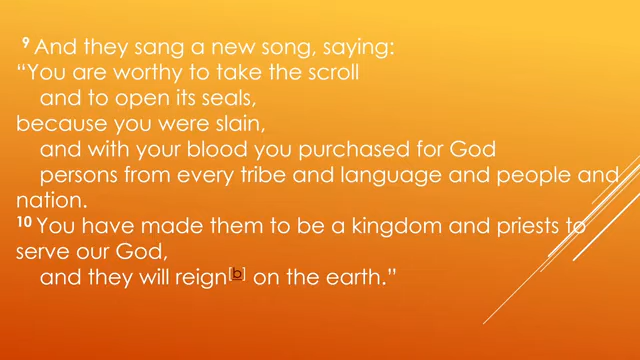 9 And they sang a new song, saying:
“You are worthy to take the scroll
and to open its seals,
because you were slain,
and with your blood you purchased for God
persons from every tribe and language and people and
nation.
10 You have made them to be a kingdom and priests to
serve our God,
and they will reign[b] on the earth.”